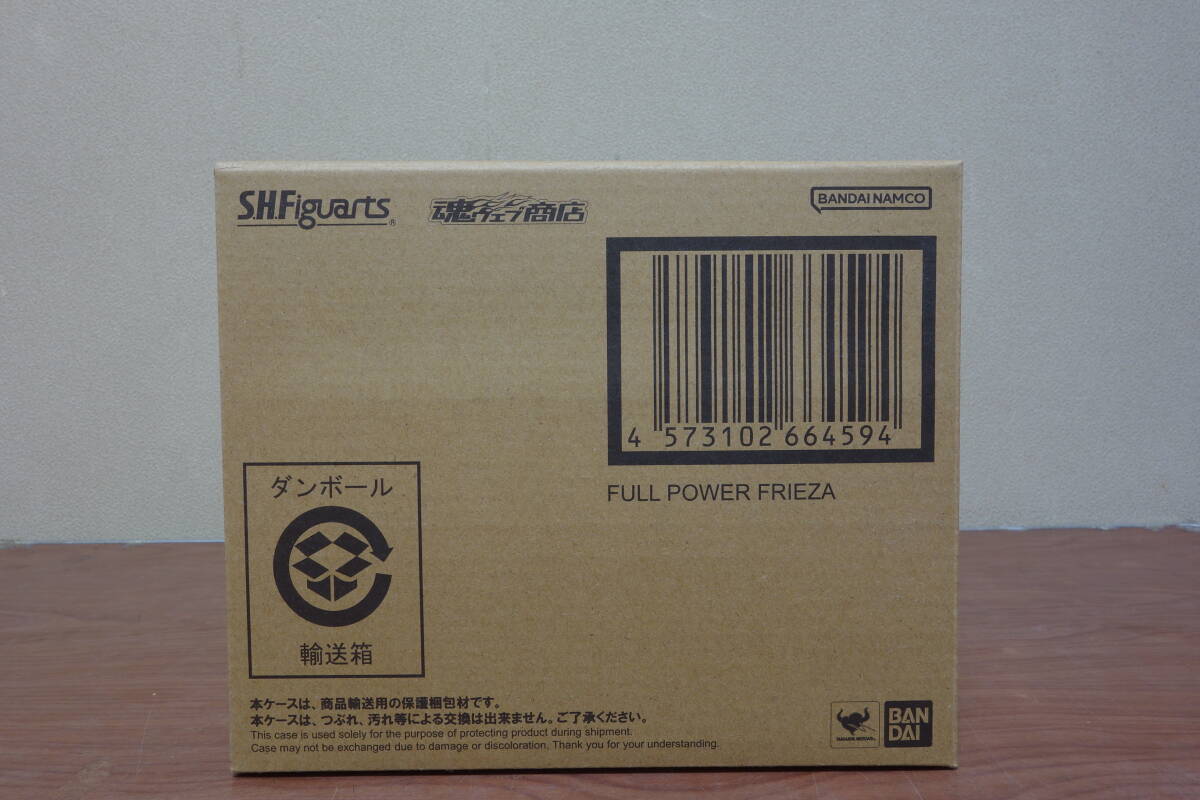 S.H.Figuarts®
魂ウェブ商店
BANDAI NAMCO
4 573102 664594
FULL POWER FRIEZA
ダンボール
輸送箱
本ケースは、商品輸送用の保護梱包材です。
本ケースは、つぶれ、汚れ等による交換は出来ません。ご了承ください。
This case is used solely for the purpose of protecting product during shipment.
Case may not be exchanged due to damage or discoloration, Thank you for your understanding.
BAN
DAI